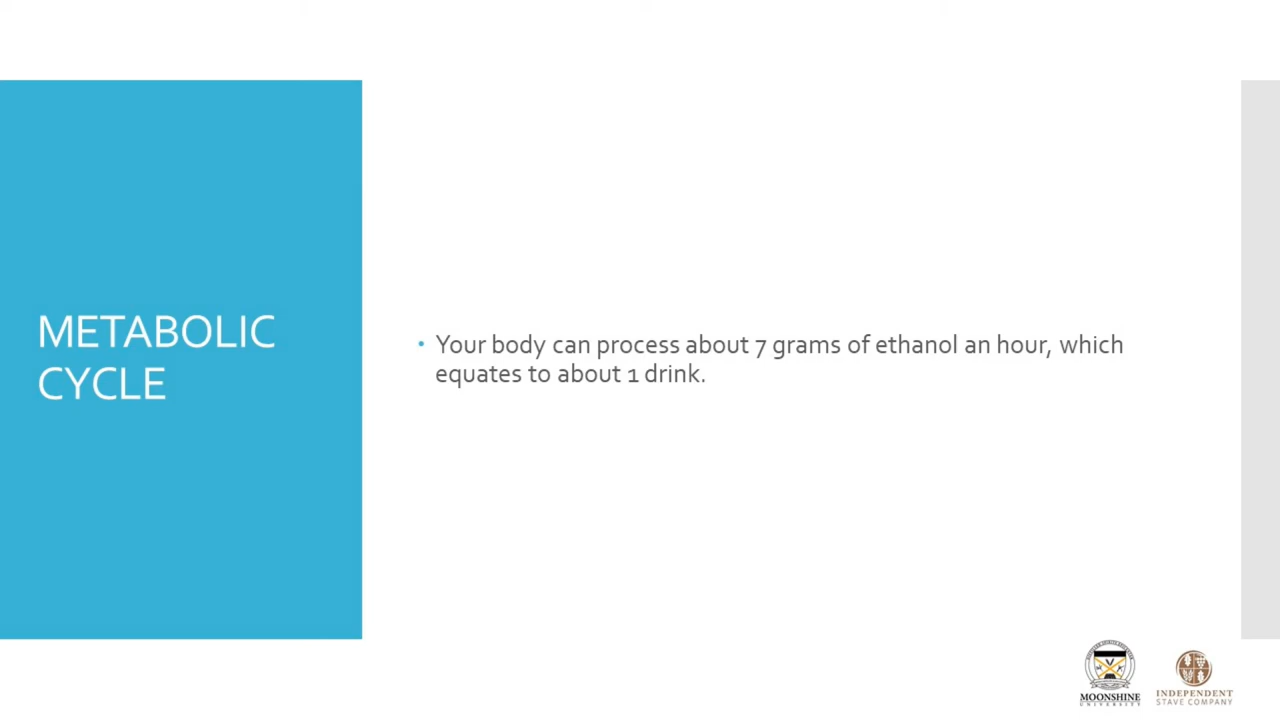 METABOLIC
CYCLE
• Your body can process about 7 grams of ethanol an hour, which
equates to about 1 drink.
MOONSHINE
UNIVERSITY
INDEPENDENT
STAVE COMPANY